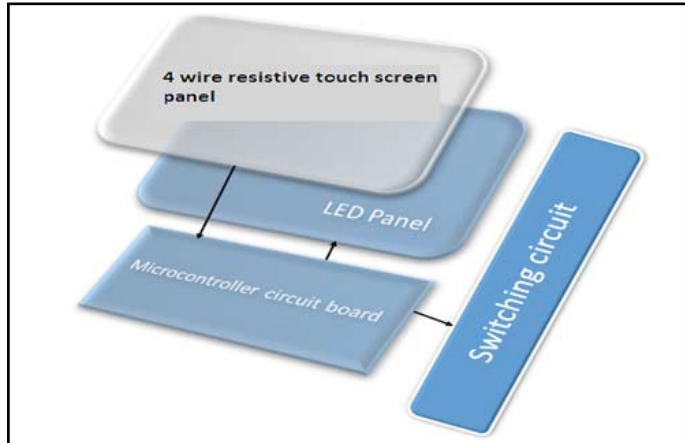 4 wire resistive touch screen
panel
LED Panel
Microcontroller circuit board
Switching circuit